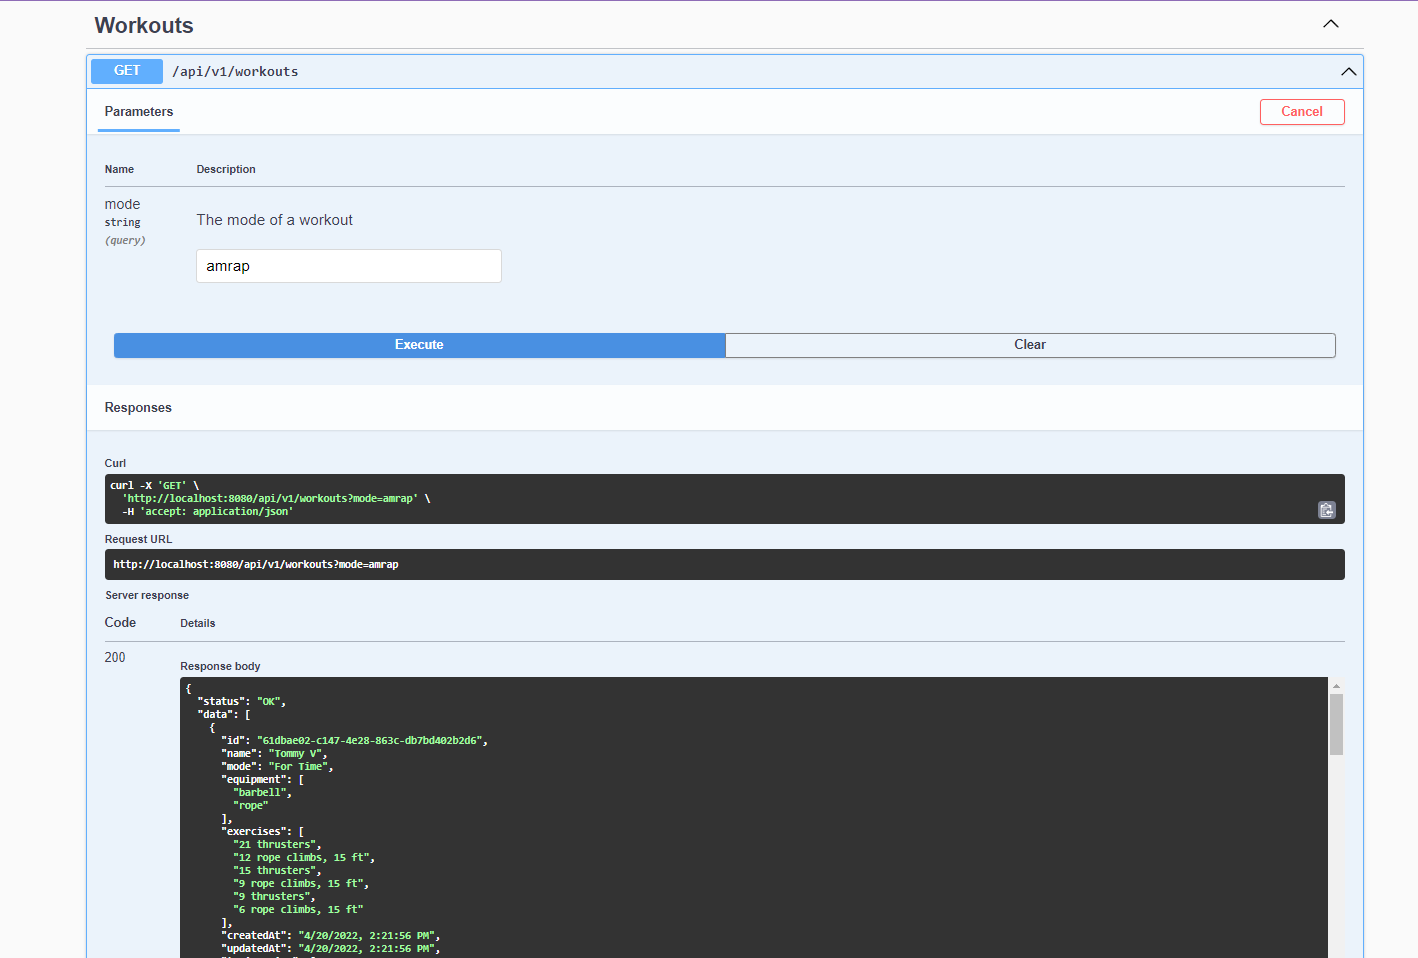 Workouts
GET /api/v1/workouts
Parameters
Cancel
Name Description
mode
string
(query)
The mode of a workout
amrap
Execute Clear
Responses
Curl
curl -X 'GET' \
  'http://localhost:8080/api/v1/workouts?mode=amrap' \
  -H 'accept: application/json'
Request URL
http://localhost:8080/api/v1/workouts?mode=amrap
Server response
Code Details
200
Response body
{
  "status": "OK",
  "data": [
    {
      "id": "61dbae02-c147-4e28-863c-db7bd402b2d6",
      "name": "Tommy V",
      "mode": "For Time",
      "equipment": [
        "barbell",
        "rope"
      ],
      "exercises": [
        "21 thrusters",
        "12 rope climbs, 15 ft",
        "15 thrusters",
        "9 rope climbs, 15 ft",
        "9 thrusters",
        "6 rope climbs, 15 ft"
      ],
      "createdAt": "4/20/2022, 2:21:56 PM",
      "updatedAt": "4/20/2022, 2:21:56 PM",